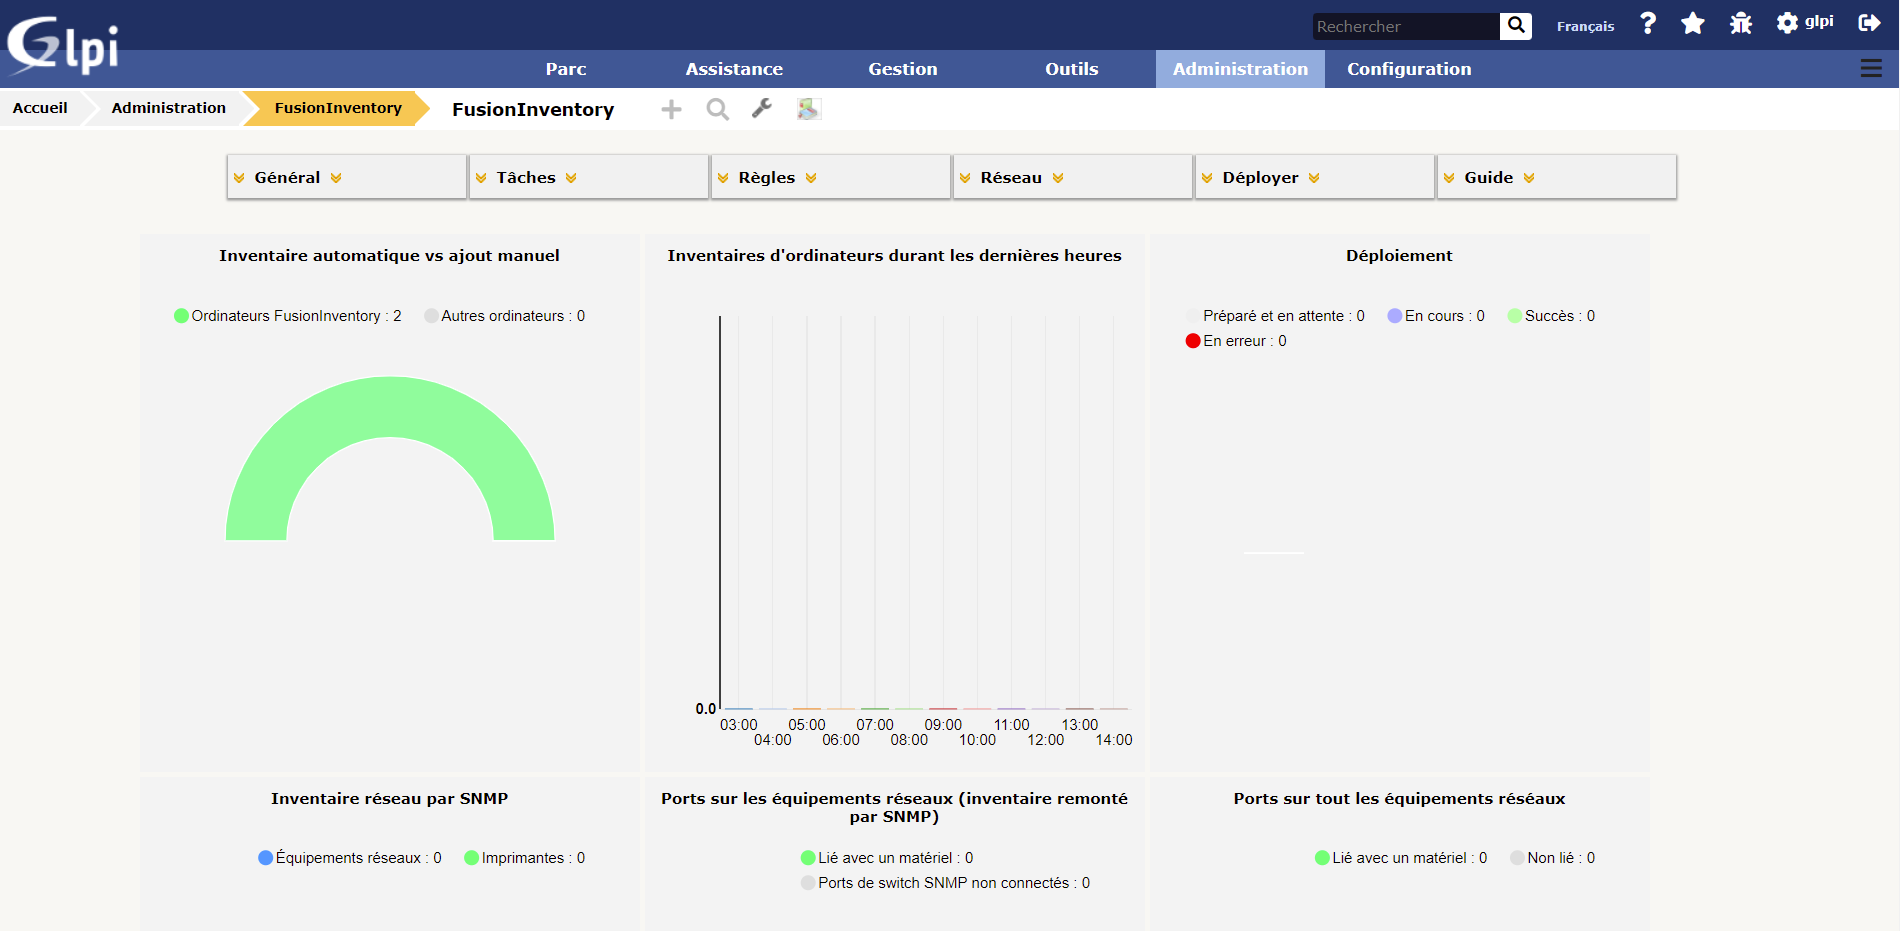 Glpi
Rechercher
Français
glpi
Parc Assistance Gestion Outils Administration Configuration
Accueil Administration FusionInventory FusionInventory
Général Tâches Règles Réseau Déployer Guide
Inventaire automatique vs ajout manuel
Ordinateurs FusionInventory : 2 Autres ordinateurs : 0
Inventaires d'ordinateurs durant les dernières heures
0.0
03:00 05:00 07:00 09:00 11:00 13:00
04:00 06:00 08:00 10:00 12:00 14:00
Déploiement
Préparé et en attente : 0 En cours : 0 Succès : 0
En erreur : 0
Inventaire réseau par SNMP
Équipements réseaux : 0 Imprimantes : 0
Ports sur les équipements réseaux (inventaire remonté
par SNMP)
Lié avec un matériel : 0
Ports de switch SNMP non connectés : 0
Ports sur tout les équipements réséaux
Lié avec un matériel : 0 Non lié : 0